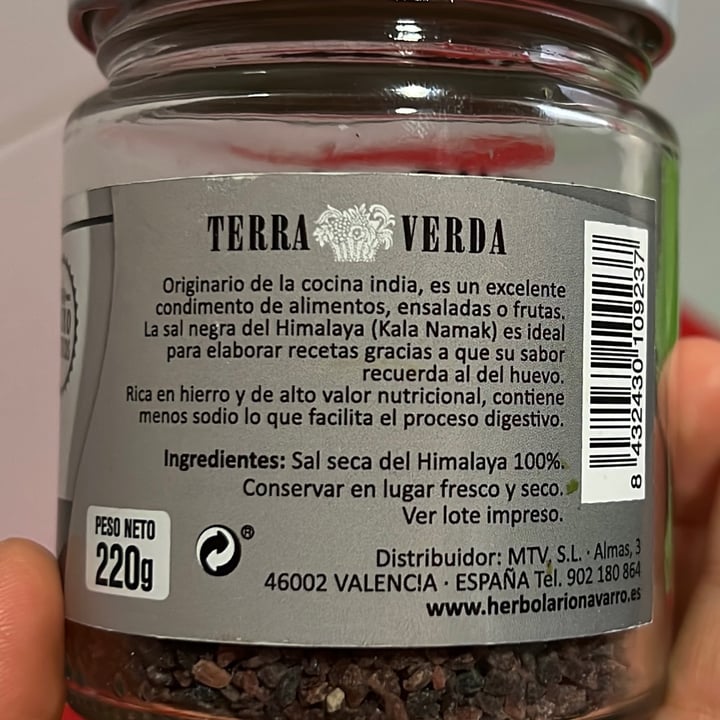 TERRA VERDA
Originario de la cocina india, es un excelente
condimento de alimentos, ensaladas o frutas.
La sal negra del Himalaya (Kala Namak) es ideal
para elaborar recetas gracias a que su sabor
recuerda al del huevo.
Rica en hierro y de alto valor nutricional, contiene
menos sodio lo que facilita el proceso digestivo.
Ingredientes: Sal seca del Himalaya 100%.
Conservar en lugar fresco y seco.
Ver lote impreso.
PESO NETO
220g
®
Distribuidor: MTV, S.L. · Almas, 3
46002 VALENCIA · ESPAÑA Tel. 902 180 864
www.herbolarionavarro.es
8 432430 109237